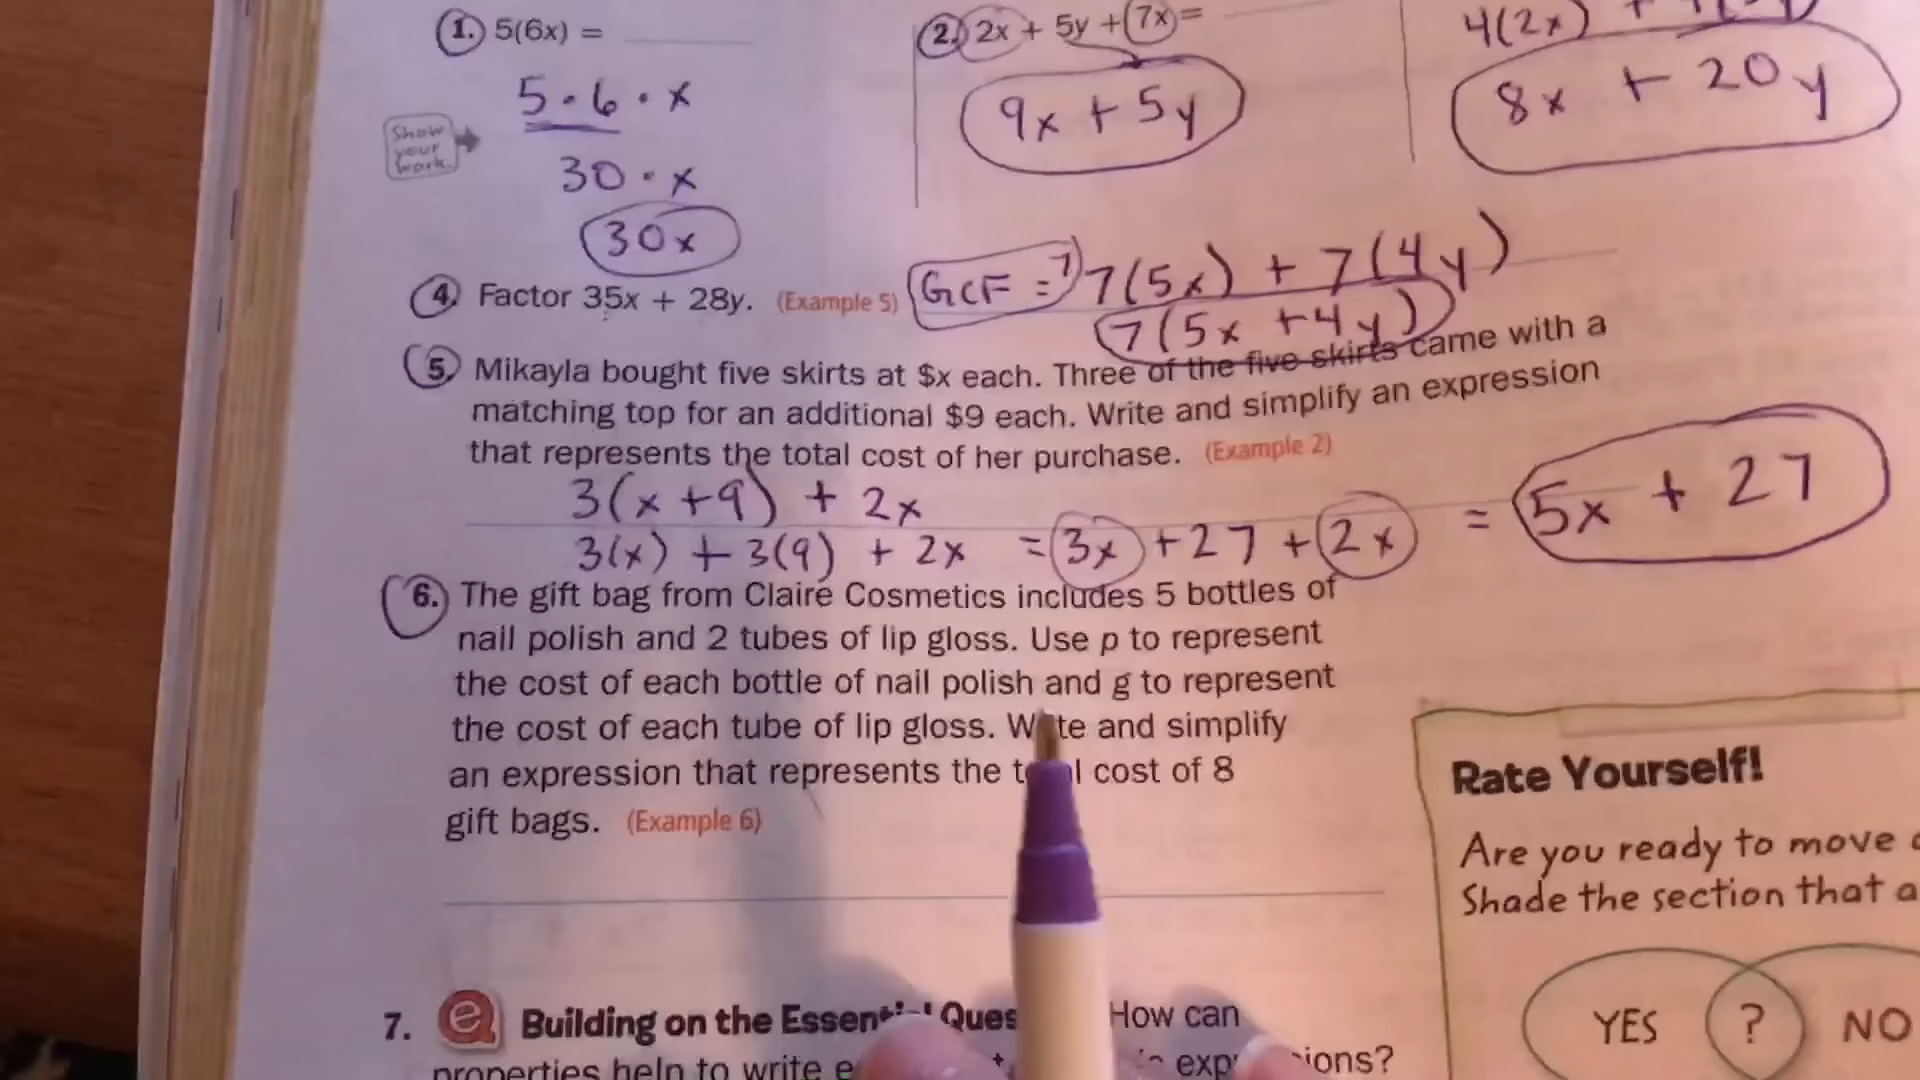 1. 5(6x) =
2. 2x + 5y + 7x =
4(2x) +
5 · 6 · x
9x + 5y
8x + 20y
Show your work.
30 · x
30x
4. Factor 35x + 28y. (Example 5) GCF = 7 7(5x) + 7(4y)
7(5x + 4y)
5. Mikayla bought five skirts at $x each. Three of the five skirts came with a
matching top for an additional $9 each. Write and simplify an expression
that represents the total cost of her purchase. (Example 2)
3(x + 9) + 2x
3(x) + 3(9) + 2x = 3x + 27 + 2x = 5x + 27
6. The gift bag from Claire Cosmetics includes 5 bottles of
nail polish and 2 tubes of lip gloss. Use p to represent
the cost of each bottle of nail polish and g to represent
the cost of each tube of lip gloss. Write and simplify
an expression that represents the total cost of 8
gift bags. (Example 6)
Rate Yourself!
Are you ready to move
Shade the section that
YES ? NO
7. e Building on the Essential Ques How can
properties help to write